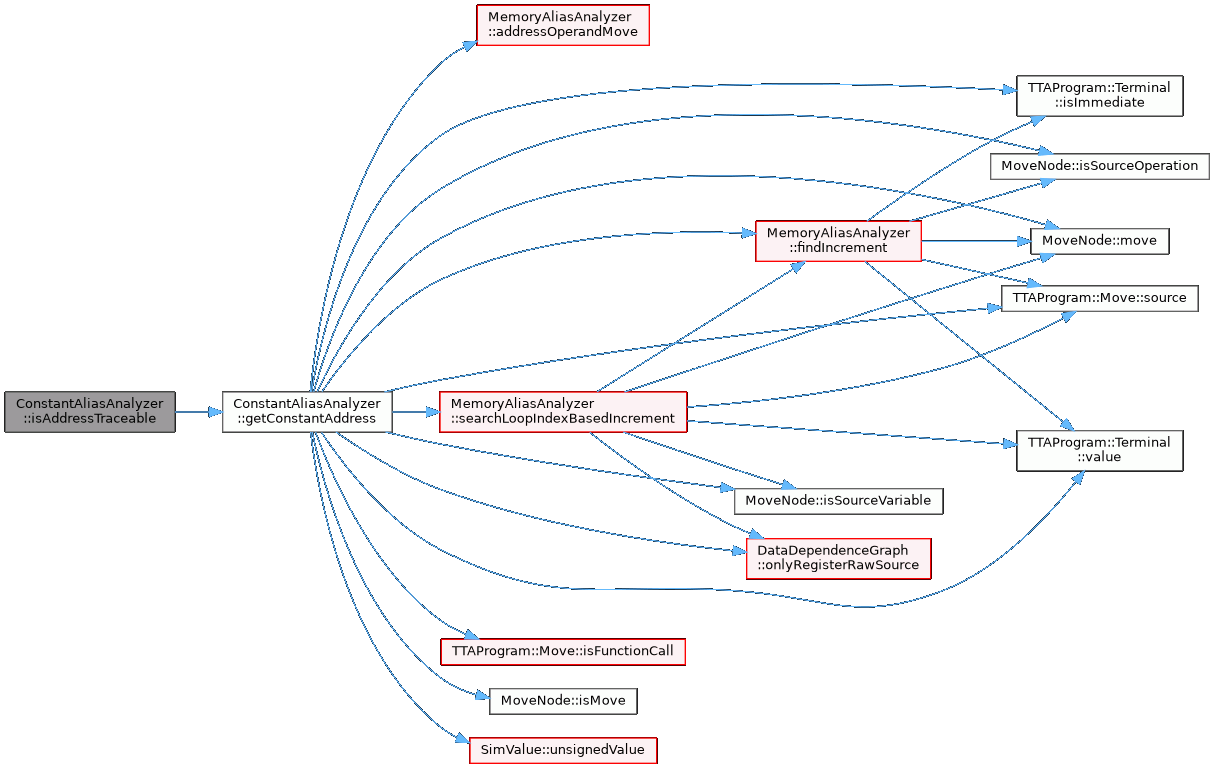 MemoryAliasAnalyzer
::addressOperandMove
TTAProgram::Terminal
::isImmediate
MoveNode::isSourceOperation
MemoryAliasAnalyzer
::findIncrement
MoveNode::move
TTAProgram::Move::source
ConstantAliasAnalyzer
::isAddressTraceable
ConstantAliasAnalyzer
::getConstantAddress
MemoryAliasAnalyzer
::searchLoopIndexBasedIncrement
TTAProgram::Terminal
::value
MoveNode::isSourceVariable
DataDependenceGraph
::onlyRegisterRawSource
TTAProgram::Move::isFunctionCall
MoveNode::isMove
SimValue::unsignedValue